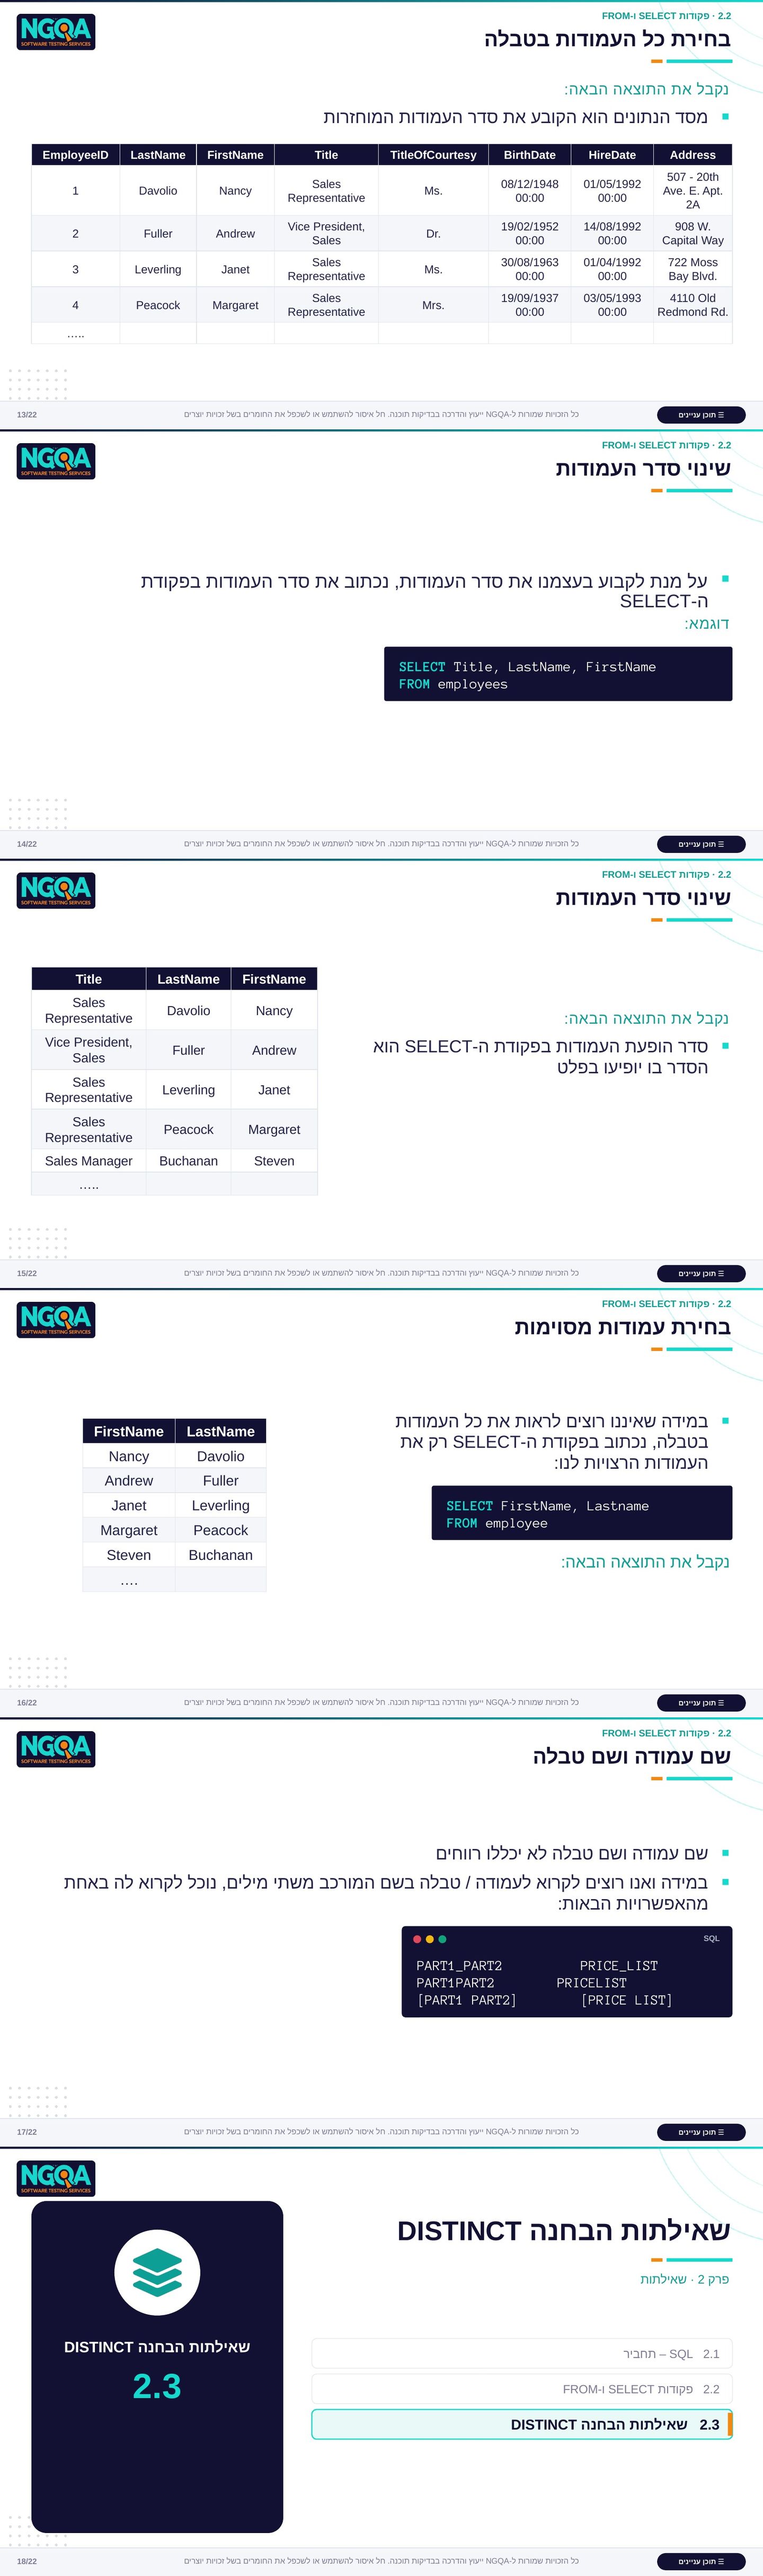 2.2 · פקודות SELECT ו-FROM
NGQA
SOFTWARE TESTING SERVICES
בחירת כל העמודות בטבלה
נקבל את התוצאה הבאה:
מסד הנתונים הוא הקובע את סדר העמודות המוחזרות
EmployeeID LastName FirstName Title TitleOfCourtesy BirthDate HireDate Address
1 Davolio Nancy Sales Representative Ms. 08/12/1948 00:00 01/05/1992 00:00 507 - 20th Ave. E. Apt. 2A
2 Fuller Andrew Vice President, Sales Dr. 19/02/1952 00:00 14/08/1992 00:00 908 W. Capital Way
3 Leverling Janet Sales Representative Ms. 30/08/1963 00:00 01/04/1992 00:00 722 Moss Bay Blvd.
4 Peacock Margaret Sales Representative Mrs. 19/09/1937 00:00 03/05/1993 00:00 4110 Old Redmond Rd.
…..
☰ תוכן עניינים
כל הזכויות שמורות ל-NGQA ייעוץ והדרכה בבדיקות תוכנה. חל איסור להשתמש או לשכפל את החומרים בשל זכויות יוצרים
13/22
2.2 · פקודות SELECT ו-FROM
NGQA
SOFTWARE TESTING SERVICES
שינוי סדר העמודות
על מנת לקבוע בעצמנו את סדר העמודות, נכתוב את סדר העמודות בפקודת
ה-SELECT
דוגמא:
SELECT Title, LastName, FirstName
FROM employees
☰ תוכן עניינים
כל הזכויות שמורות ל-NGQA ייעוץ והדרכה בבדיקות תוכנה. חל איסור להשתמש או לשכפל את החומרים בשל זכויות יוצרים
14/22
2.2 · פקודות SELECT ו-FROM
NGQA
SOFTWARE TESTING SERVICES
שינוי סדר העמודות
נקבל את התוצאה הבאה:
סדר הופעת העמודות בפקודת ה-SELECT הוא
הסדר בו יופיעו בפלט
Title LastName FirstName
Sales Representative Davolio Nancy
Vice President, Sales Fuller Andrew
Sales Representative Leverling Janet
Sales Representative Peacock Margaret
Sales Manager Buchanan Steven
…..
☰ תוכן עניינים
כל הזכויות שמורות ל-NGQA ייעוץ והדרכה בבדיקות תוכנה. חל איסור להשתמש או לשכפל את החומרים בשל זכויות יוצרים
15/22
2.2 · פקודות SELECT ו-FROM
NGQA
SOFTWARE TESTING SERVICES
בחירת עמודות מסוימות
במידה שאיננו רוצים לראות את כל העמודות
בטבלה, נכתוב בפקודת ה-SELECT רק את
העמודות הרצויות לנו:
SELECT FirstName, Lastname
FROM employee
נקבל את התוצאה הבאה:
FirstName LastName
Nancy Davolio
Andrew Fuller
Janet Leverling
Margaret Peacock
Steven Buchanan
….
☰ תוכן עניינים
כל הזכויות שמורות ל-NGQA ייעוץ והדרכה בבדיקות תוכנה. חל איסור להשתמש או לשכפל את החומרים בשל זכויות יוצרים
16/22
2.2 · פקודות SELECT ו-FROM
NGQA
SOFTWARE TESTING SERVICES
שם עמודה ושם טבלה
שם עמודה ושם טבלה לא יכללו רווחים
במידה ואנו רוצים לקרוא לעמודה / טבלה בשם המורכב משתי מילים, נוכל לקרוא לה באחת
מהאפשרויות הבאות:
SQL
PART1_PART2 PRICE_LIST
PART1PART2 PRICELIST
[PART1 PART2] [PRICE LIST]
☰ תוכן עניינים
כל הזכויות שמורות ל-NGQA ייעוץ והדרכה בבדיקות תוכנה. חל איסור להשתמש או לשכפל את החומרים בשל זכויות יוצרים
17/22
NGQA
SOFTWARE TESTING SERVICES
שאילתות הבחנה DISTINCT
פרק 2 · שאילתות
2.1 SQL – תחביר
2.2 פקודות SELECT ו-FROM
2.3 שאילתות הבחנה DISTINCT
שאילתות הבחנה DISTINCT
2.3
☰ תוכן עניינים
כל הזכויות שמורות ל-NGQA ייעוץ והדרכה בבדיקות תוכנה. חל איסור להשתמש או לשכפל את החומרים בשל זכויות יוצרים
18/22